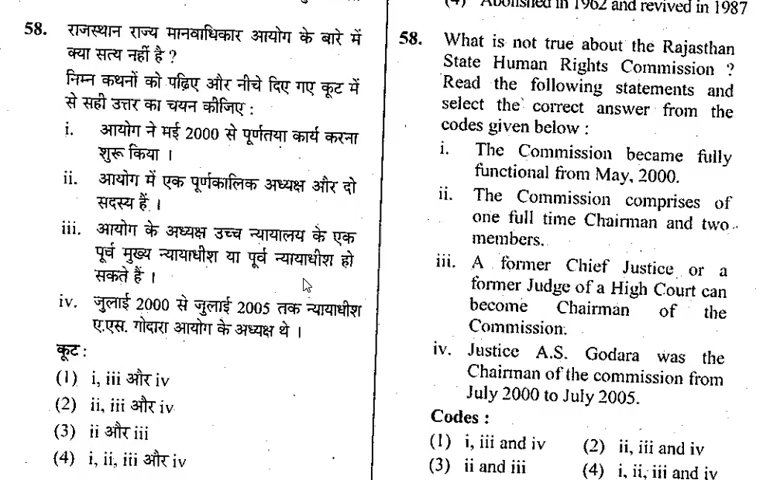 (4) Abolished in 1962 and revived in 1987
58. राजस्थान राज्य मानवाधिकार आयोग के बारे में
क्या सत्य नहीं है ?
निम्न कथनों को पढ़िए और नीचे दिए गए कूट में
से सही उत्तर का चयन कीजिए :
i. आयोग ने मई 2000 से पूर्णतया कार्य करना
शुरू किया ।
ii. आयोग में एक पूर्णकालिक अध्यक्ष और दो
सदस्य हैं ।
iii. आयोग के अध्यक्ष उच्च न्यायालय के एक
पूर्व मुख्य न्यायाधीश या पूर्व न्यायाधीश हो
सकते हैं ।
iv. जुलाई 2000 से जुलाई 2005 तक न्यायाधीश
ए.एस. गोदारा आयोग के अध्यक्ष थे ।
कूट :
(1) i, iii और iv
(2) ii, iii और iv
(3) ii और iii
(4) i, ii, iii और iv
58. What is not true about the Rajasthan
State Human Rights Commission ?
Read the following statements and
select the correct answer from the
codes given below :
i. The Commission became fully
functional from May, 2000.
ii. The Commission comprises of
one full time Chairman and two
members.
iii. A former Chief Justice or a
former Judge of a High Court can
become Chairman of the
Commission.
iv. Justice A.S. Godara was the
Chairman of the commission from
July 2000 to July 2005.
Codes :
(1) i, iii and iv (2) ii, iii and iv
(3) ii and iii (4) i, ii, iii and iv